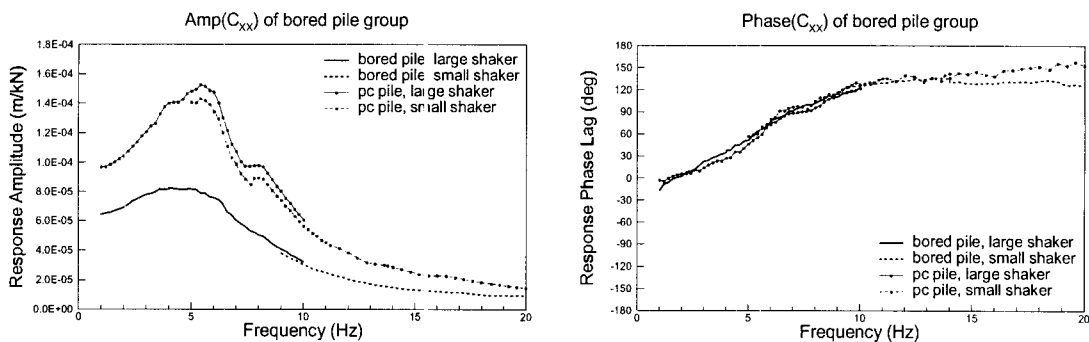 Amp(Cxx) of bored pile group
Response Amplitude (m/kN)
1.8E-04
1.6E-04
1.4E-04
1.2E-04
1.0E-04
8.0E-05
6.0E-05
4.0E-05
2.0E-05
0.0E+00
bored pile, large shaker
bored pile, small shaker
pc pile, large shaker
pc pile, small shaker
0 5 10 15 20
Frequency (Hz)
Phase(Cxx) of bored pile group
Response Phase Lag (deg)
180
150
120
90
60
30
0
-30
-60
-90
-120
-150
-180
bored pile, large shaker
bored pile, small shaker
pc pile, large shaker
pc pile, small shaker
0 5 10 15 20
Frequency (Hz)